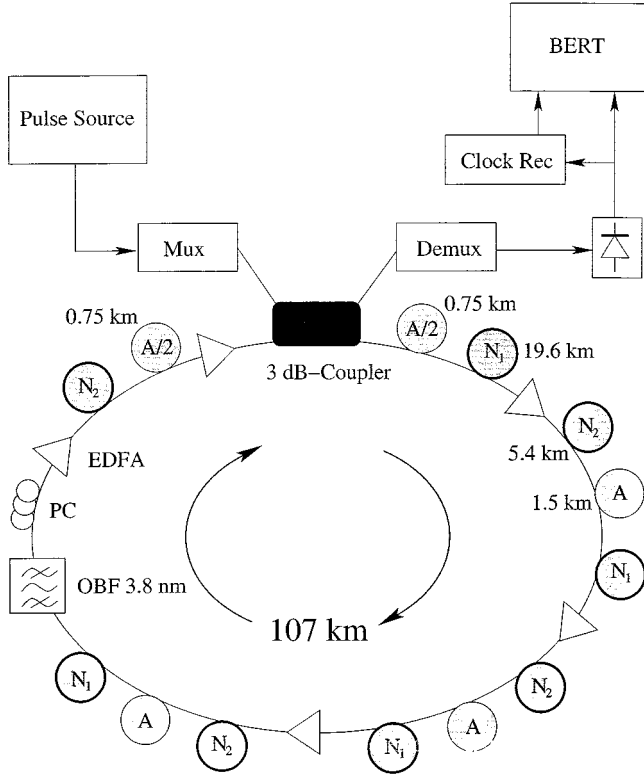 BERT
Pulse Source
Clock Rec
Mux
Demux
0.75 km
0.75 km
A/2
A/2
N₁
19.6 km
3 dB–Coupler
N₂
N₂
5.4 km
EDFA
1.5 km
A
PC
N₁
OBF 3.8 nm
107 km
N₁
N₂
A
A
N₂
N₁